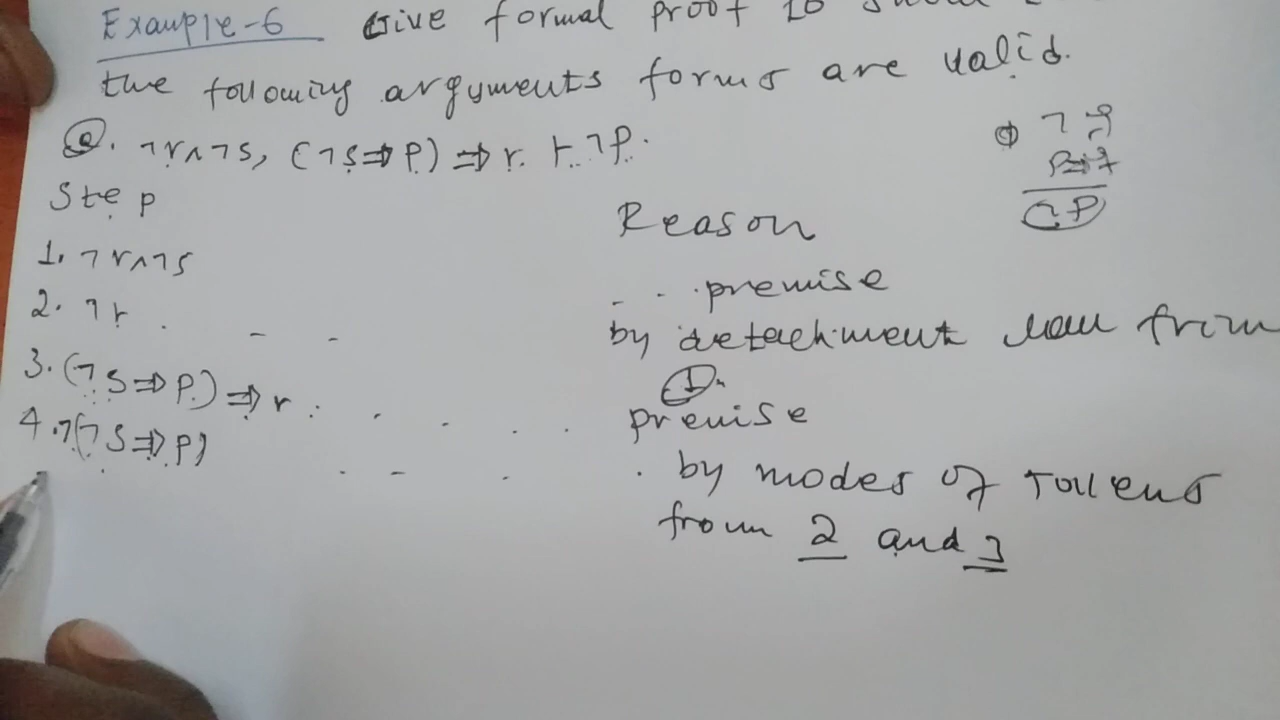 Example-6 Give formal proof to
the following arguments forms are valid.
a. ¬r∧¬s, (¬s⇒p)⇒r. ⊢ ¬p.
¬q
p⇒q
¬p
Step
Reason
1. ¬r∧¬s
. . . premise
2. ¬r . - -
by detachment law from
1.
3. (¬s⇒p)⇒r : . . . .
premise
4. ¬(¬s⇒p) . - . .
by modes of Tollens
from 2 and 3